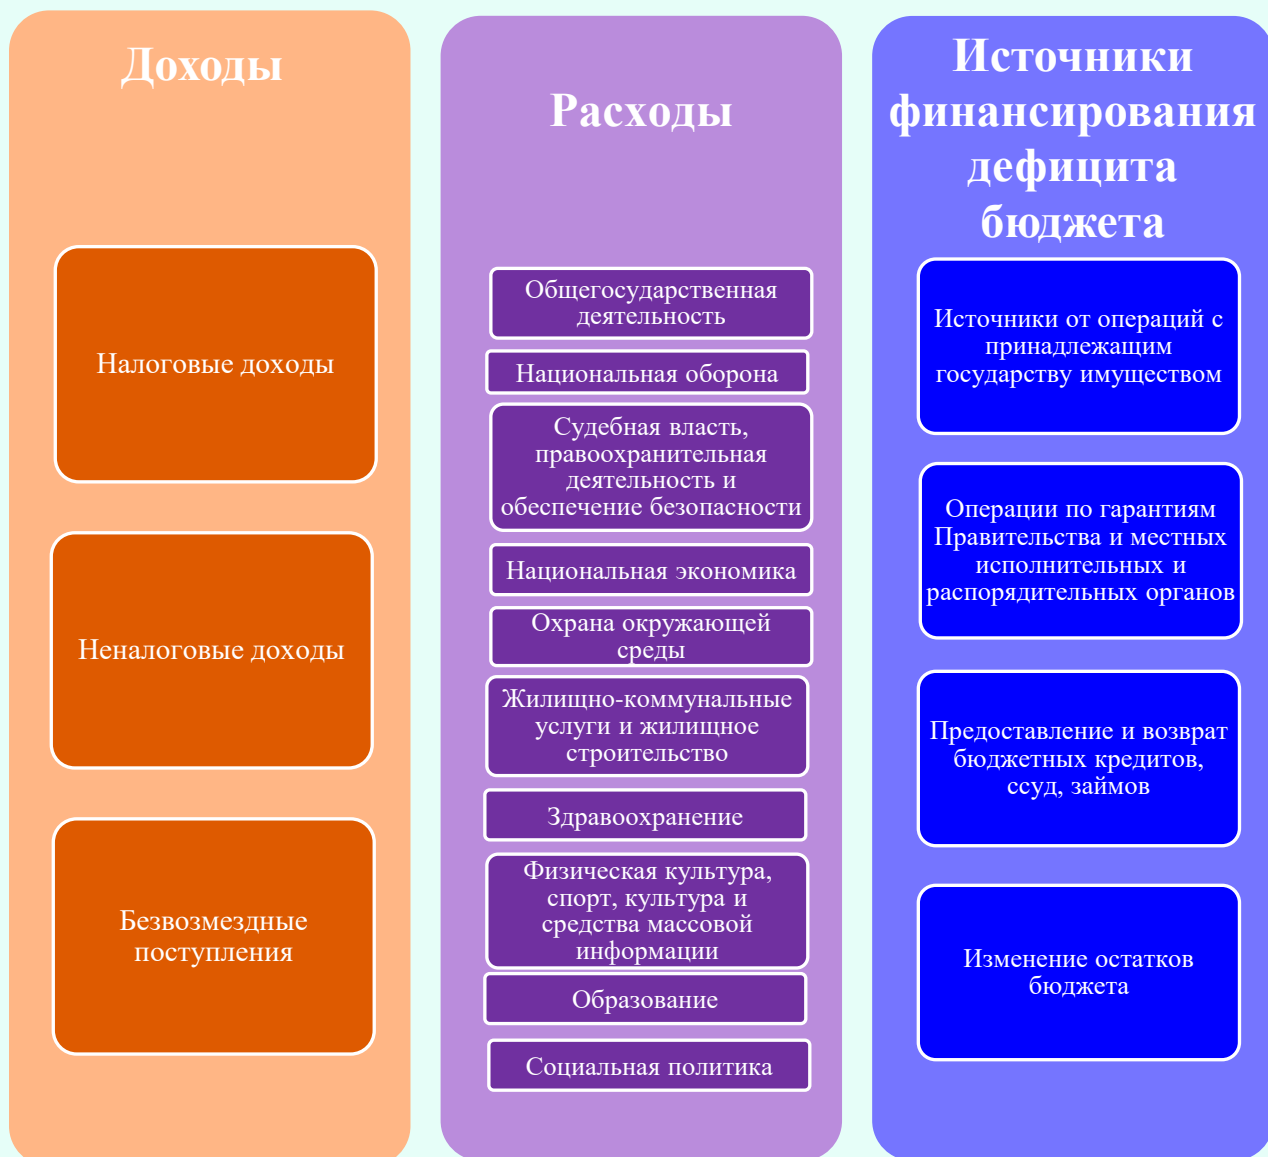 Доходы
Налоговые доходы
Неналоговые доходы
Безвозмездные
поступления
Расходы
Общегосударственная
деятельность
Национальная оборона
Судебная власть,
правоохранительная
деятельность и
обеспечение безопасности
Национальная экономика
Охрана окружающей
среды
Жилищно-коммунальные
услуги и жилищное
строительство
Здравоохранение
Физическая культура,
спорт, культура и
средства массовой
информации
Образование
Социальная политика
Источники
финансирования
дефицита
бюджета
Источники от операций с
принадлежащим
государству имуществом
Операции по гарантиям
Правительства и местных
исполнительных и
распорядительных органов
Предоставление и возврат
бюджетных кредитов,
ссуд, займов
Изменение остатков
бюджета